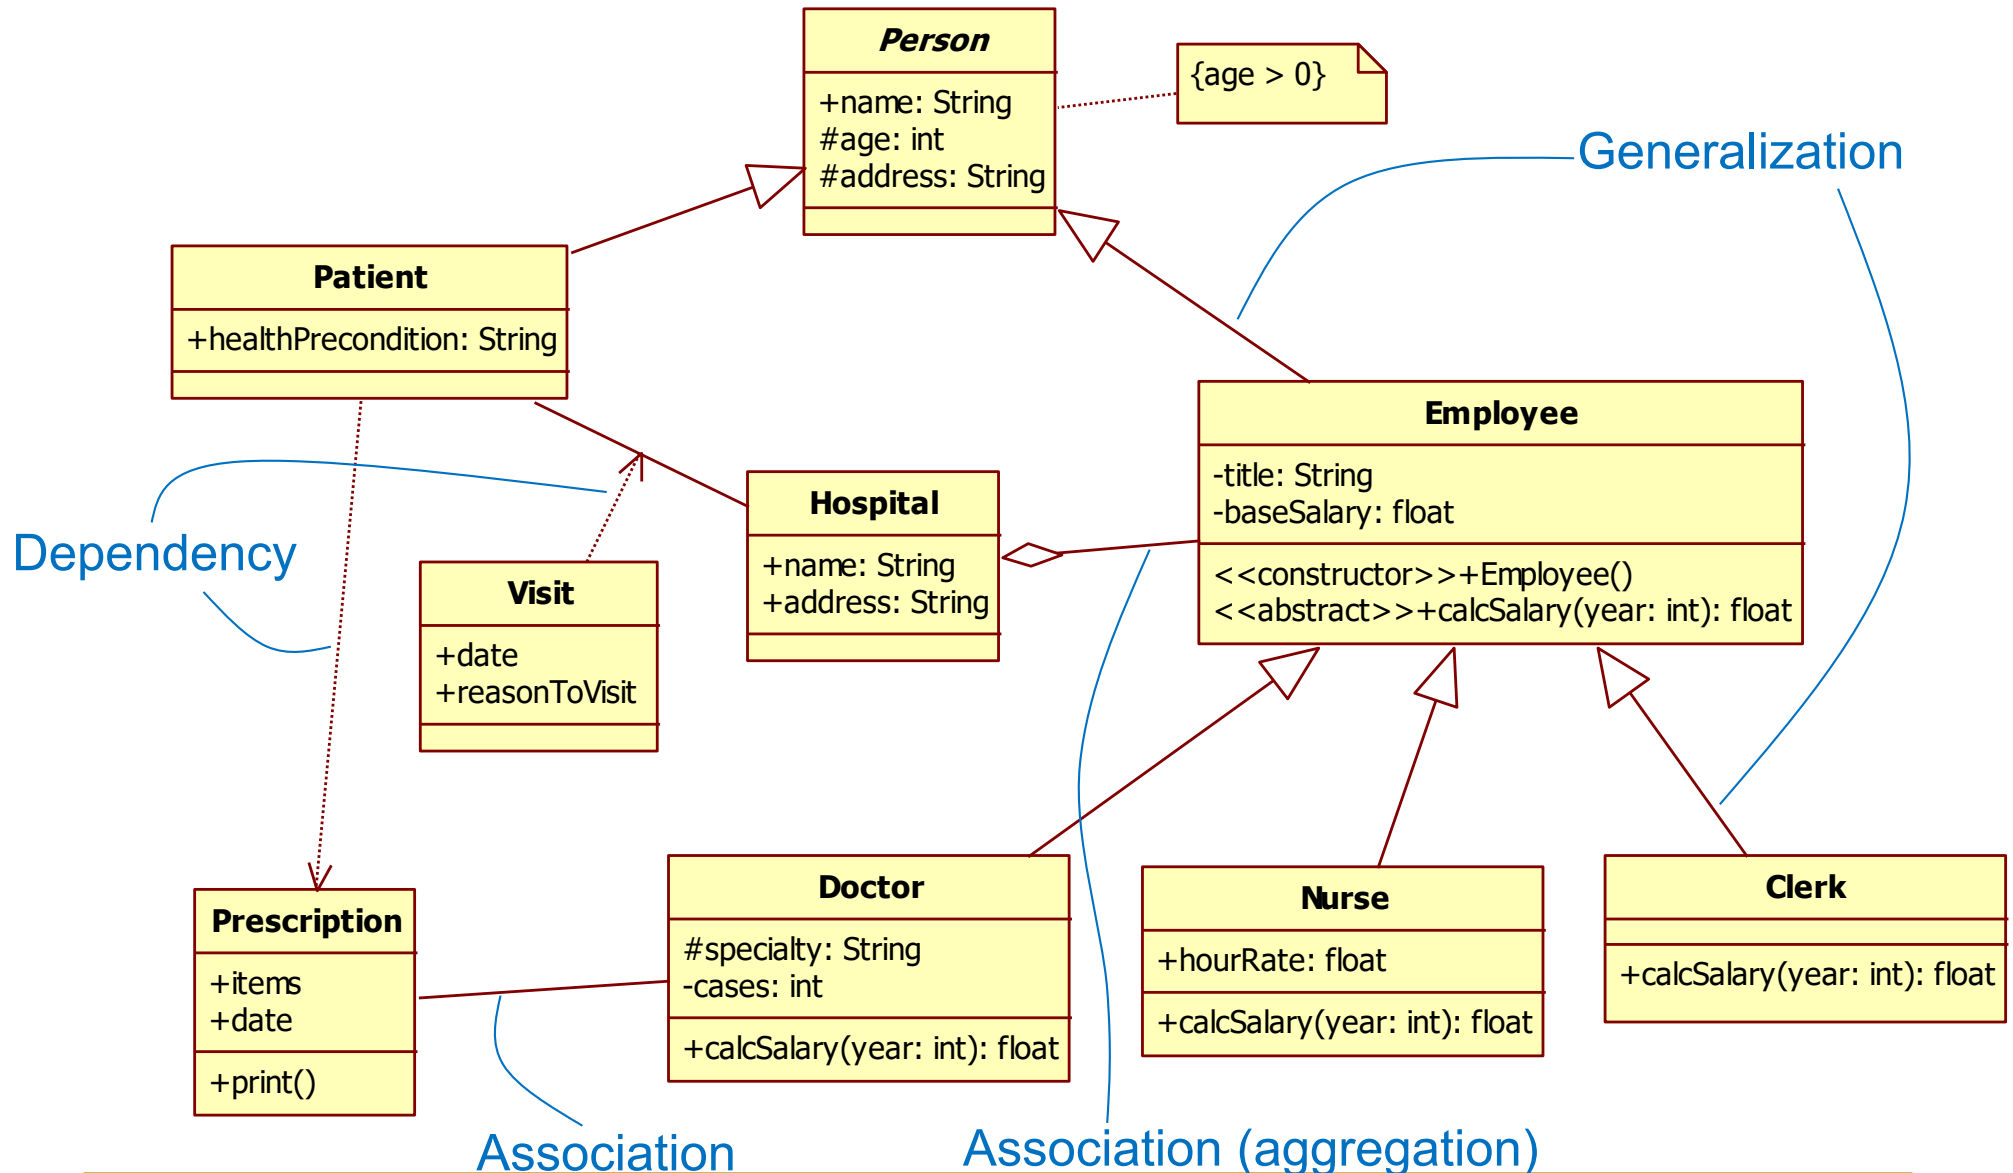 Person
+name: String
#age: int
#address: String
{age > 0}
Generalization
Patient
+healthPrecondition: String
Employee
-title: String
-baseSalary: float
<<constructor>>+Employee()
<<abstract>>+calcSalary(year: int): float
Hospital
+name: String
+address: String
Dependency
Visit
+date
+reasonToVisit
Prescription
+items
+date
+print()
Doctor
#specialty: String
-cases: int
+calcSalary(year: int): float
Nurse
+hourRate: float
+calcSalary(year: int): float
Clerk
+calcSalary(year: int): float
Association
Association (aggregation)